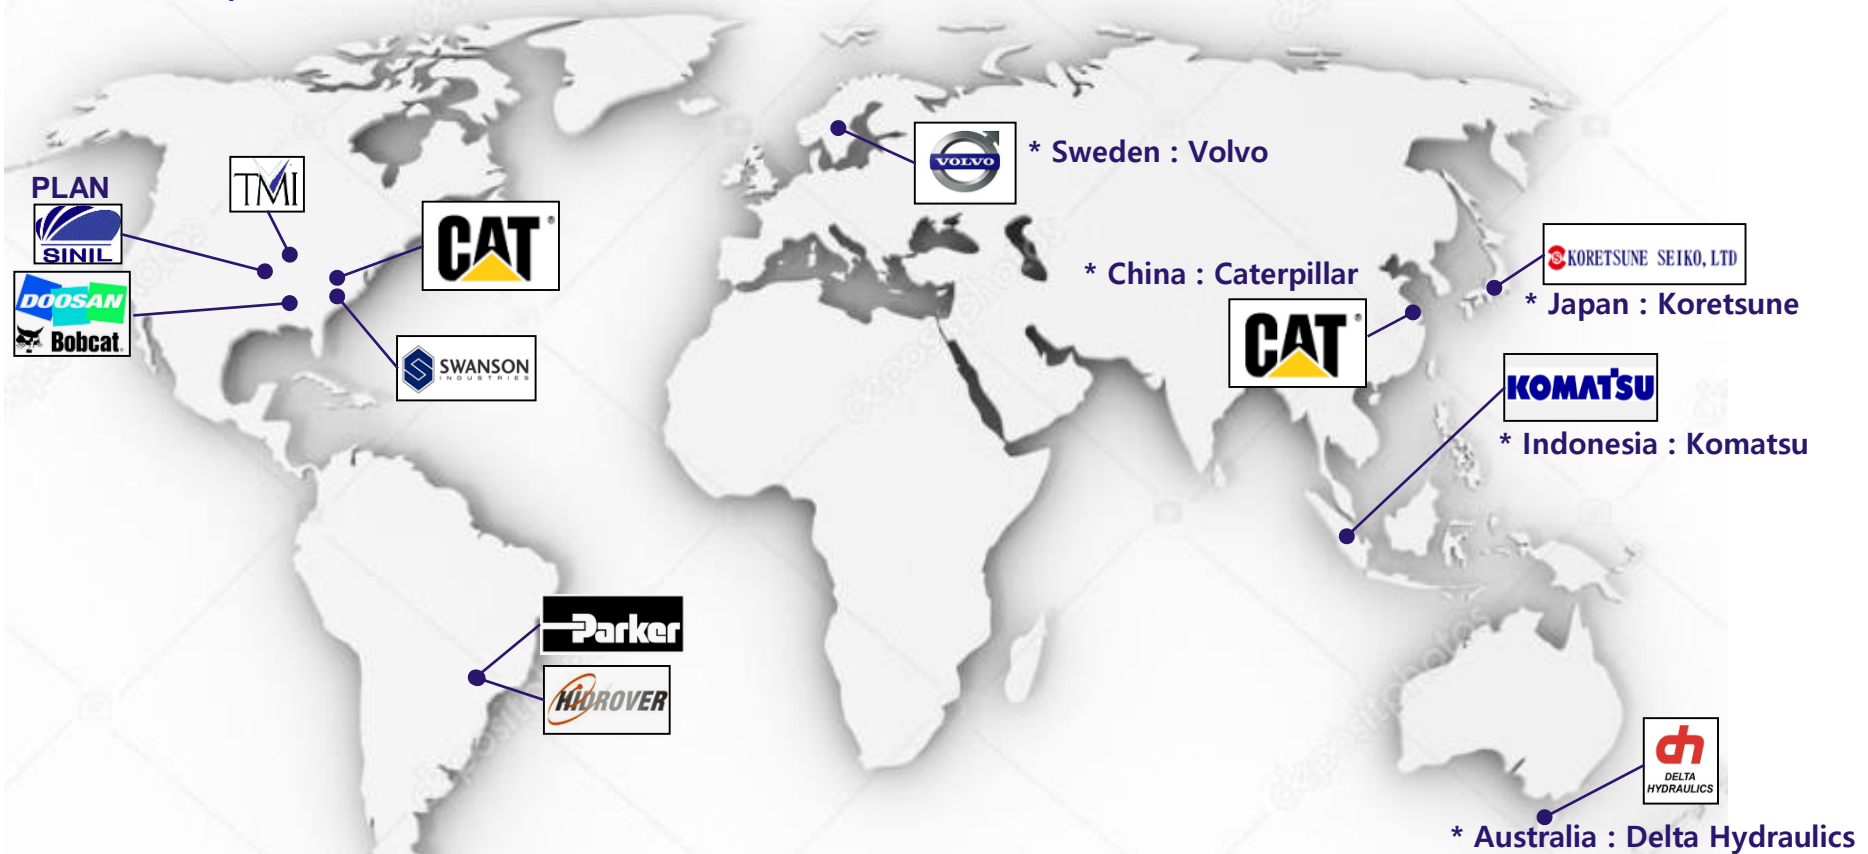 VOLVO
* Sweden : Volvo
TMI
PLAN
SINIL
CAT
®
KORETSUNE SEIKO, LTD
* China : Caterpillar
* Japan : Koretsune
DOOSAN
Bobcat.
CAT
®
SWANSON
INDUSTRIES
KOMATSU
* Indonesia : Komatsu
Parker
HIDROVER
DELTA
HYDRAULICS
* Australia : Delta Hydraulics